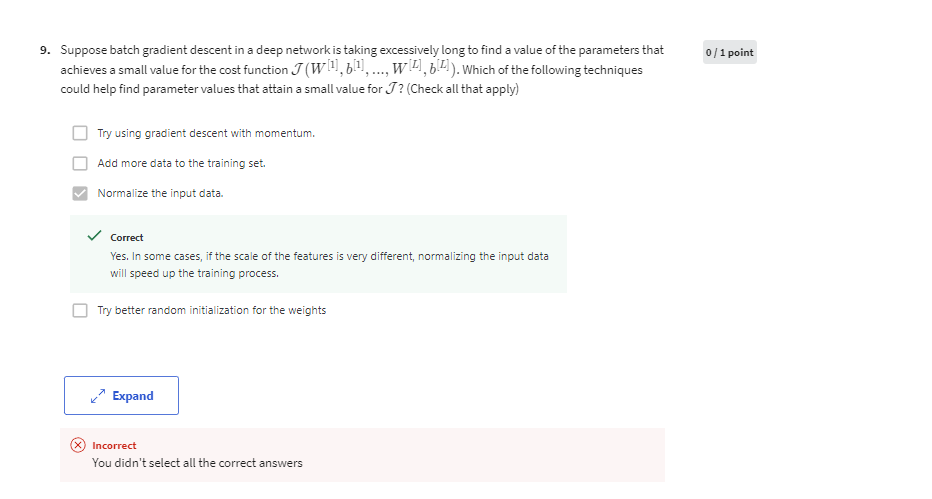 9. Suppose batch gradient descent in a deep network is taking excessively long to find a value of the parameters that
0 / 1 point
achieves a small value for the cost function 𝒥(W^[1], b^[1], ..., W^[L], b^[L]). Which of the following techniques
could help find parameter values that attain a small value for 𝒥? (Check all that apply)
Try using gradient descent with momentum.
Add more data to the training set.
Normalize the input data.
Correct
Yes. In some cases, if the scale of the features is very different, normalizing the input data
will speed up the training process.
Try better random initialization for the weights
Expand
Incorrect
You didn't select all the correct answers